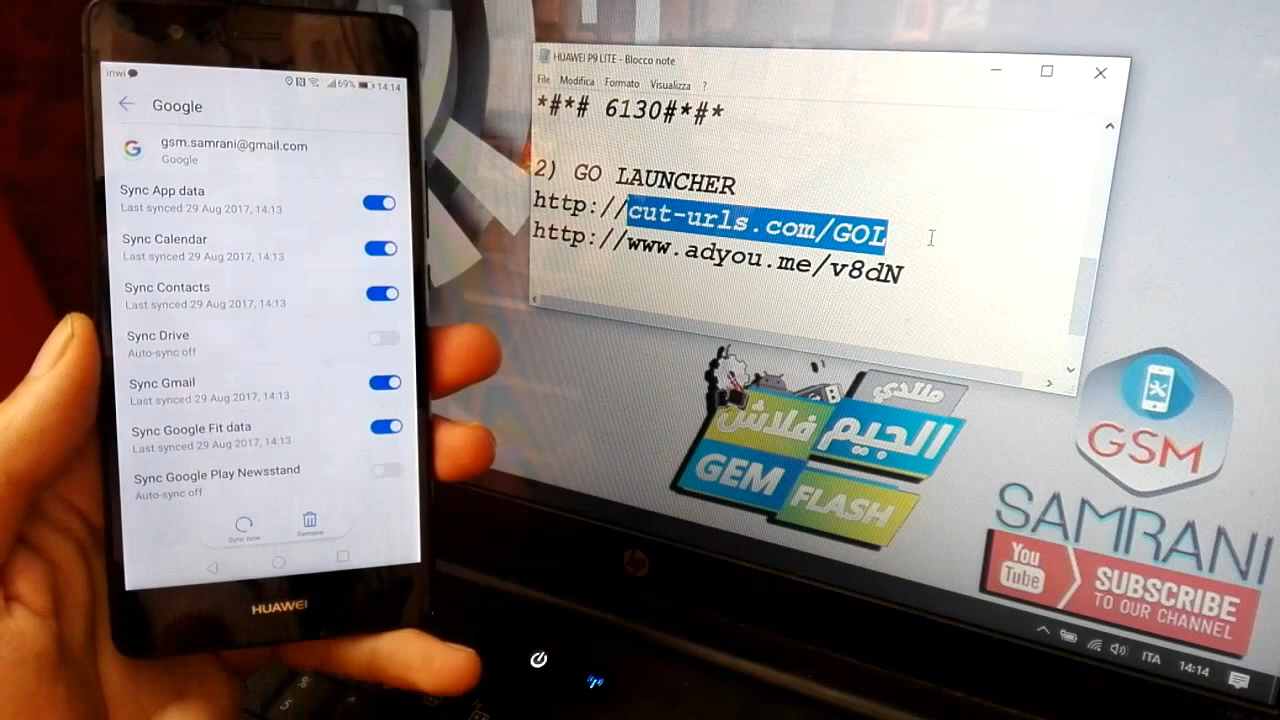 inwi
69% 14:14
Google
gsm.samrani@gmail.com
Google
Sync App data
Last synced 29 Aug 2017, 14:13
Sync Calendar
Last synced 29 Aug 2017, 14:13
Sync Contacts
Last synced 29 Aug 2017, 14:13
Sync Drive
Auto-sync off
Sync Gmail
Last synced 29 Aug 2017, 14:13
Sync Google Fit data
Last synced 29 Aug 2017, 14:13
Sync Google Play Newsstand
Auto-sync off
Sync now
Remove
HUAWEI
HUAWEI P9 LITE - Blocco note
File Modifica Formato Visualizza ?
*#*# 6130#*#*
2) GO LAUNCHER
http://cut-urls.com/GOL
http://www.adyou.me/v8dN
منتدي
الجيم فلاش
GEM
FLASH
GSM
SAMRANI
You
Tube
SUBSCRIBE
TO OUR CHANNEL
hp
ITA
14:14